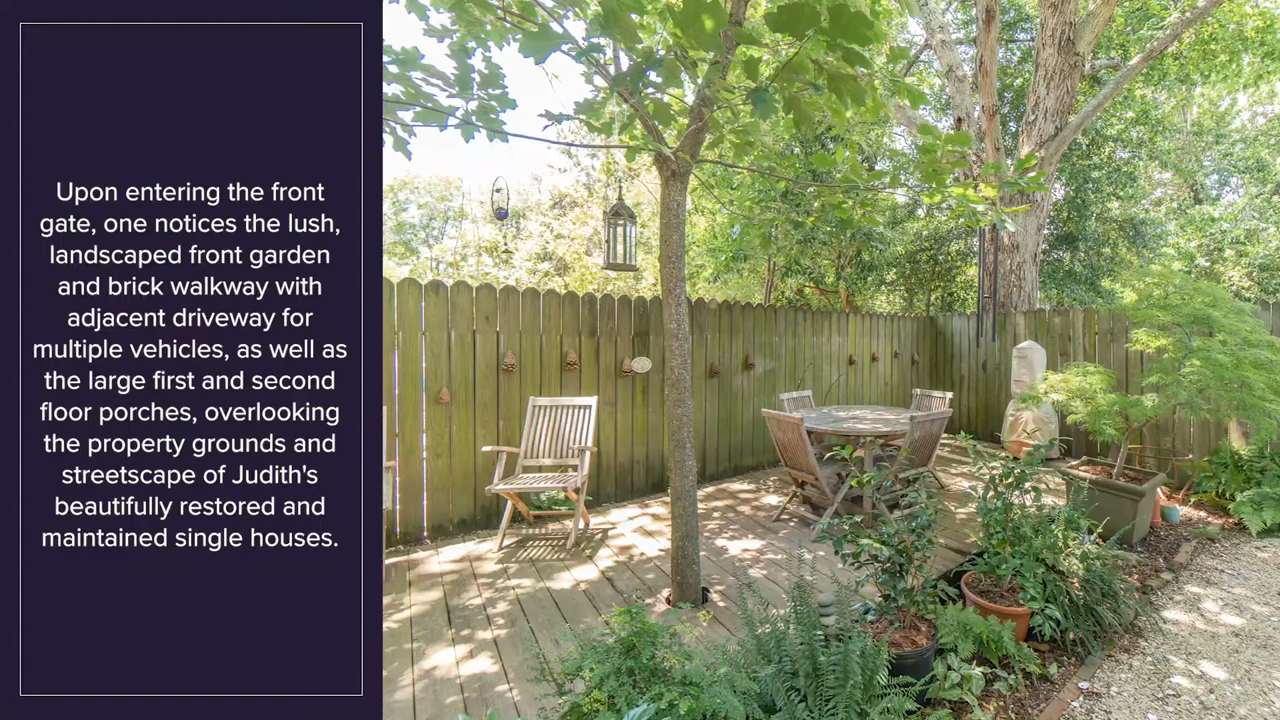 Upon entering the front
gate, one notices the lush,
landscaped front garden
and brick walkway with
adjacent driveway for
multiple vehicles, as well as
the large first and second
floor porches, overlooking
the property grounds and
streetscape of Judith's
beautifully restored and
maintained single houses.